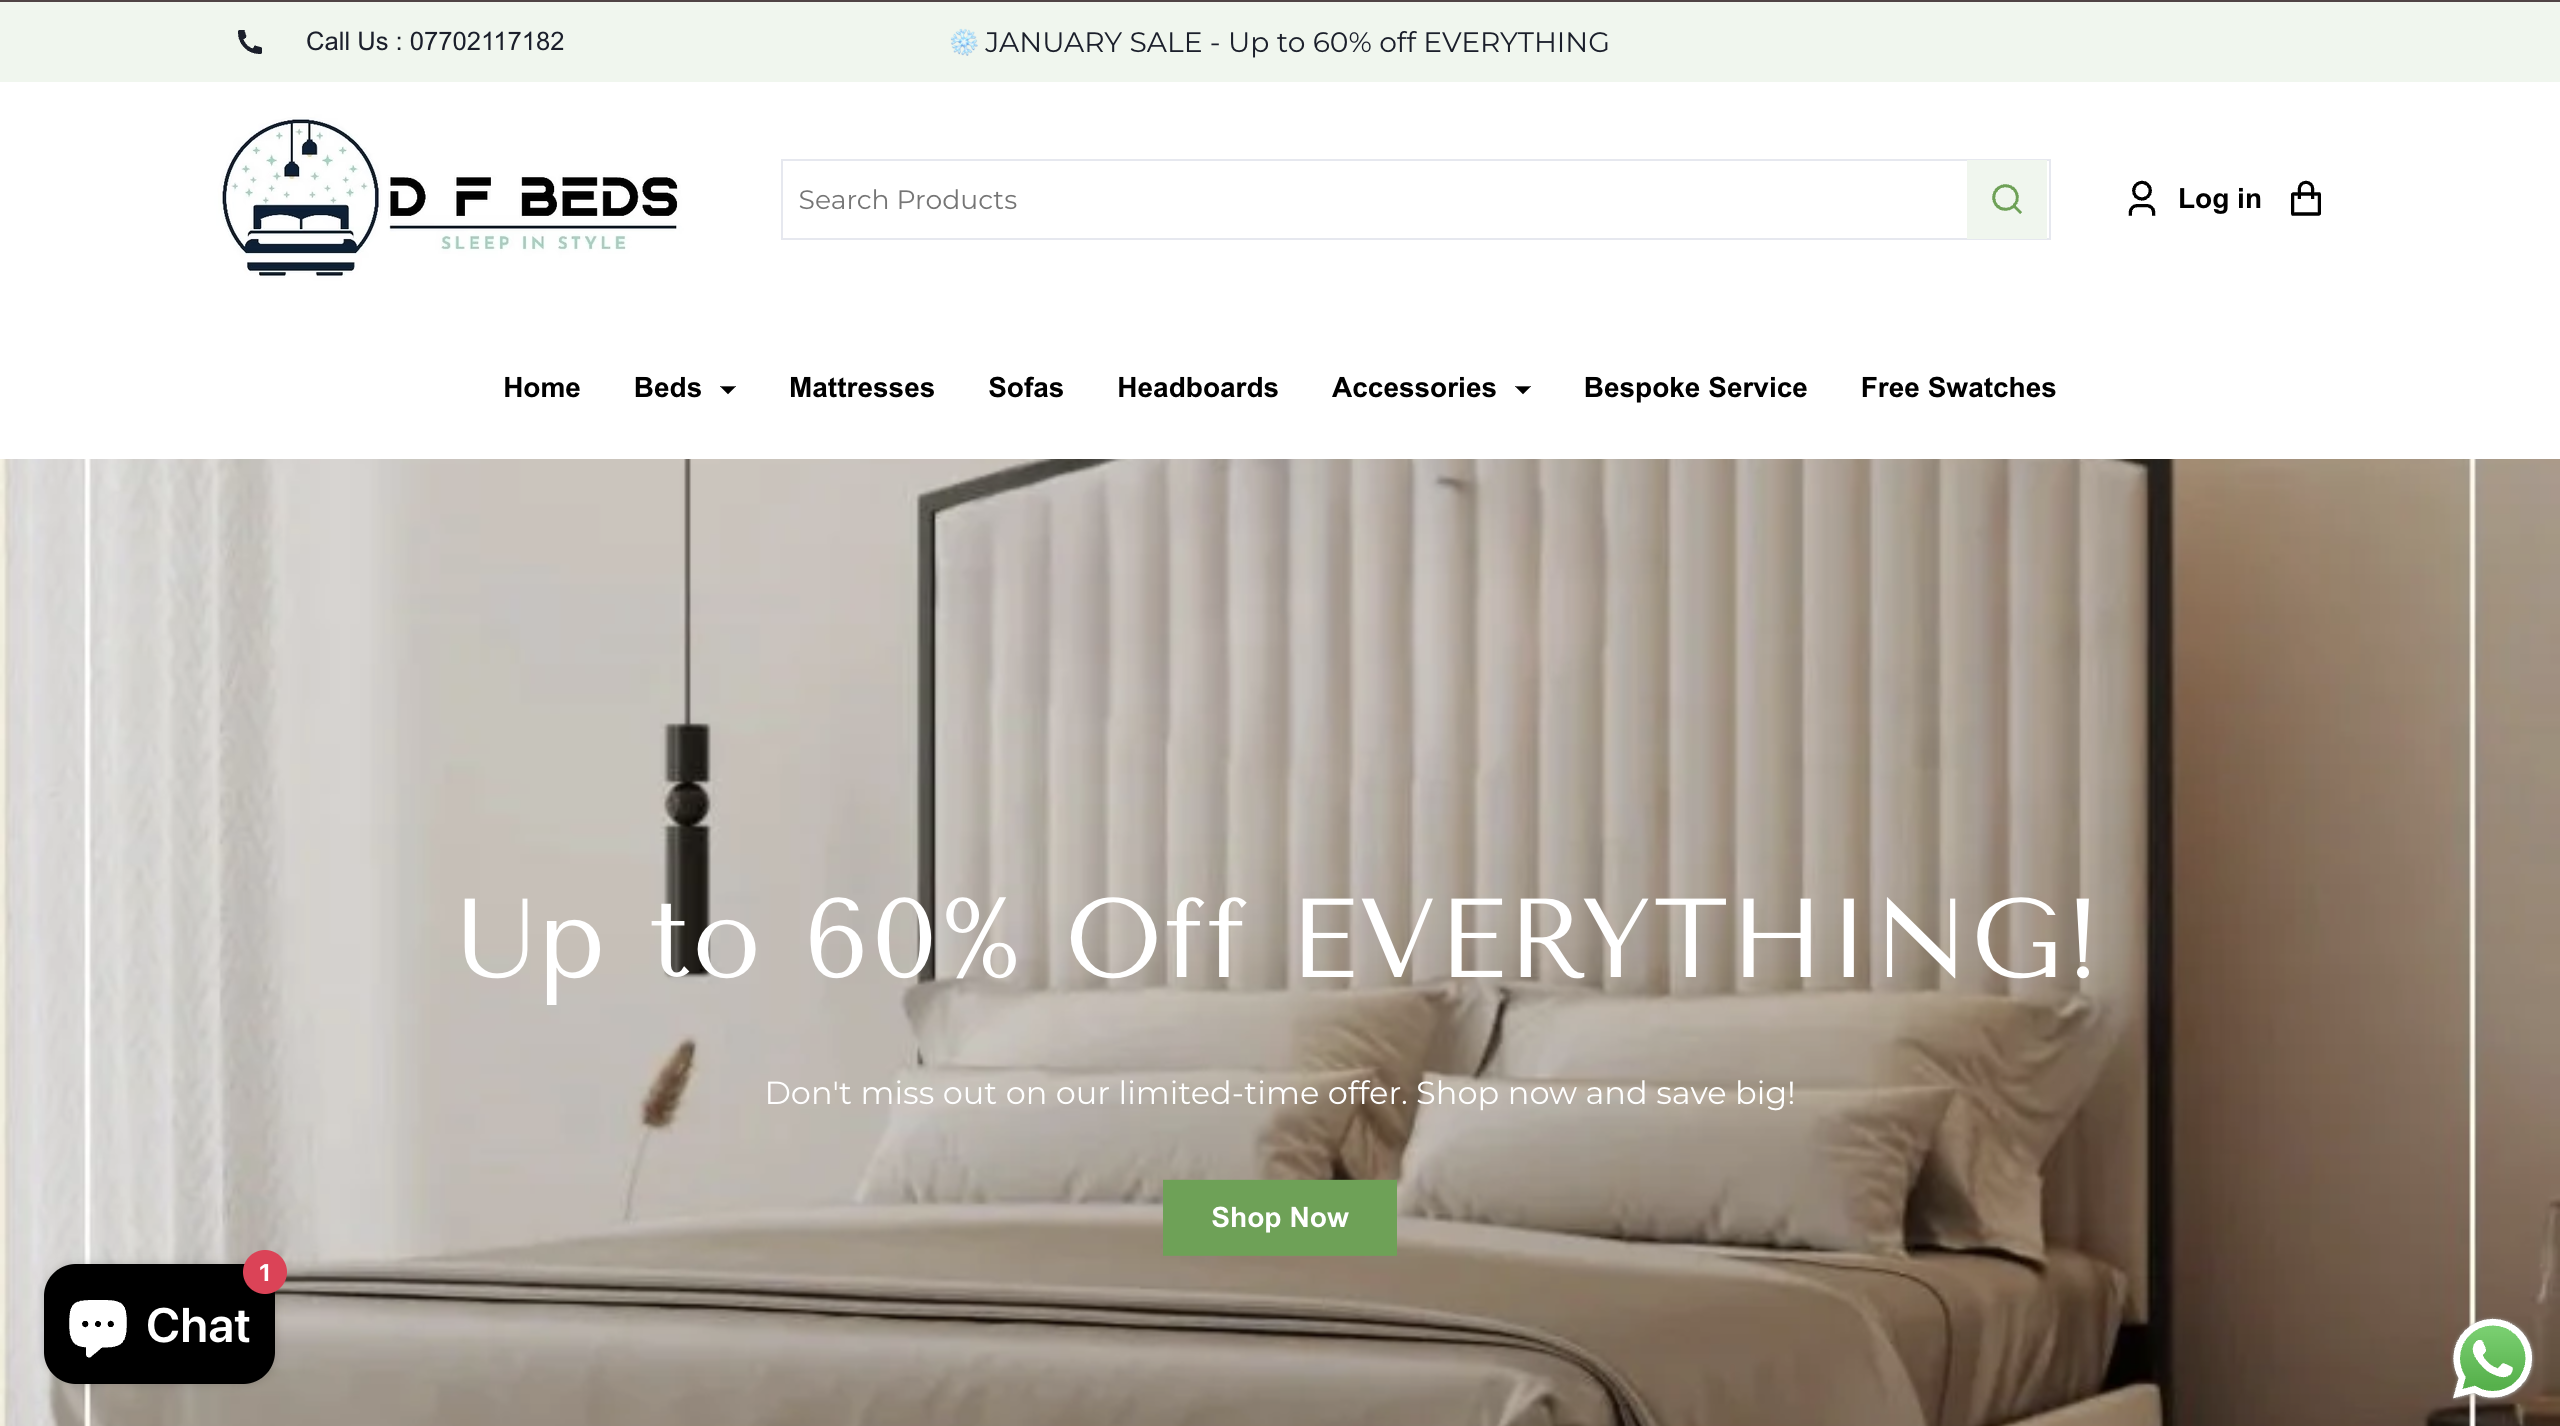 Call Us : 07702117182
JANUARY SALE - Up to 60% off EVERYTHING
D F BEDS
SLEEP IN STYLE
Search Products
Log in
Home
Beds
Mattresses
Sofas
Headboards
Accessories
Bespoke Service
Free Swatches
Up to 60% Off EVERYTHING!
Don't miss out on our limited-time offer. Shop now and save big!
Shop Now
1
Chat